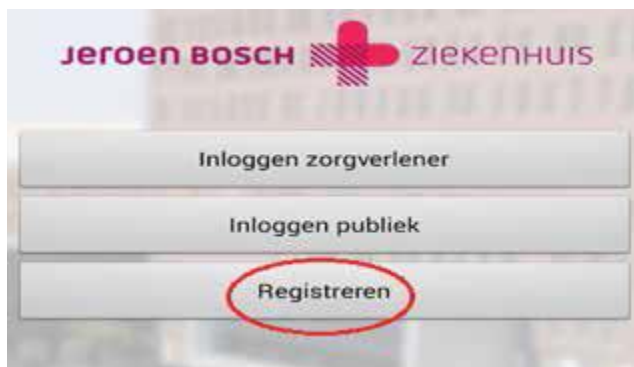 Jeroen Bosch Ziekenhuis
Inloggen zorgverlener
Inloggen publiek
Registreren